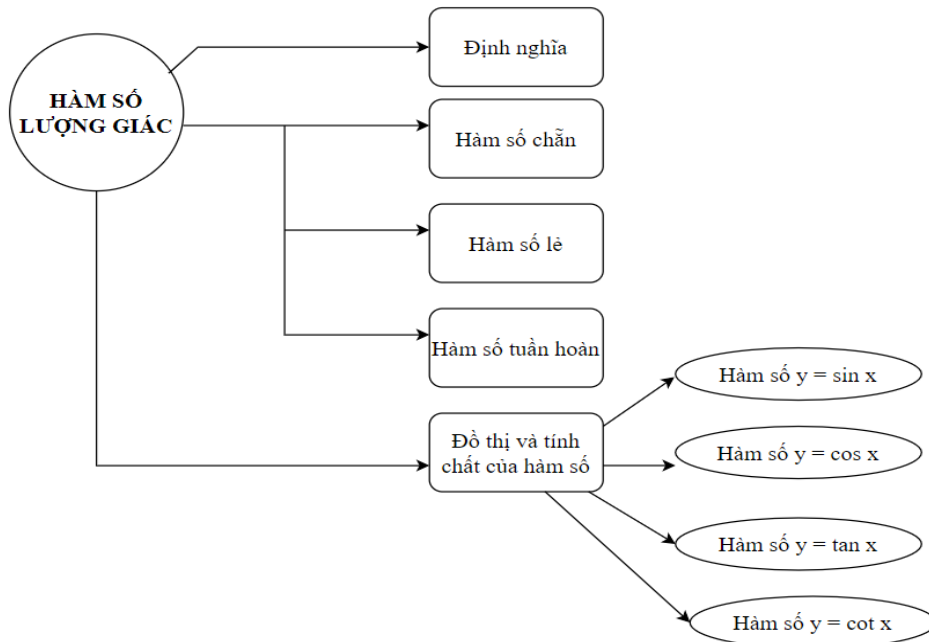 HÀM SỐ
LƯỢNG GIÁC
Định nghĩa
Hàm số chẵn
Hàm số lẻ
Hàm số tuần hoàn
Đồ thị và tính
chất của hàm số
Hàm số y = sin x
Hàm số y = cos x
Hàm số y = tan x
Hàm số y = cot x